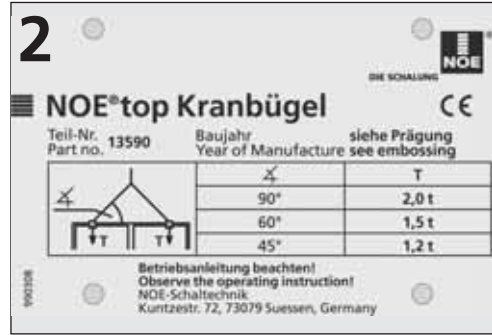 2
NOE®
DIE SCHALUNG
NOE®top Kranbügel CE
Teil-Nr. 13590 Baujahr siehe Prägung
Part no. Year of Manufacture see embossing
∡ T
90° 2,0 t
60° 1,5 t
45° 1,2 t
∡
T T
Betriebsanleitung beachten!
Observe the operating instruction!
NOE-Schaltechnik
Kuntzestr. 72, 73079 Suessen, Germany
990308